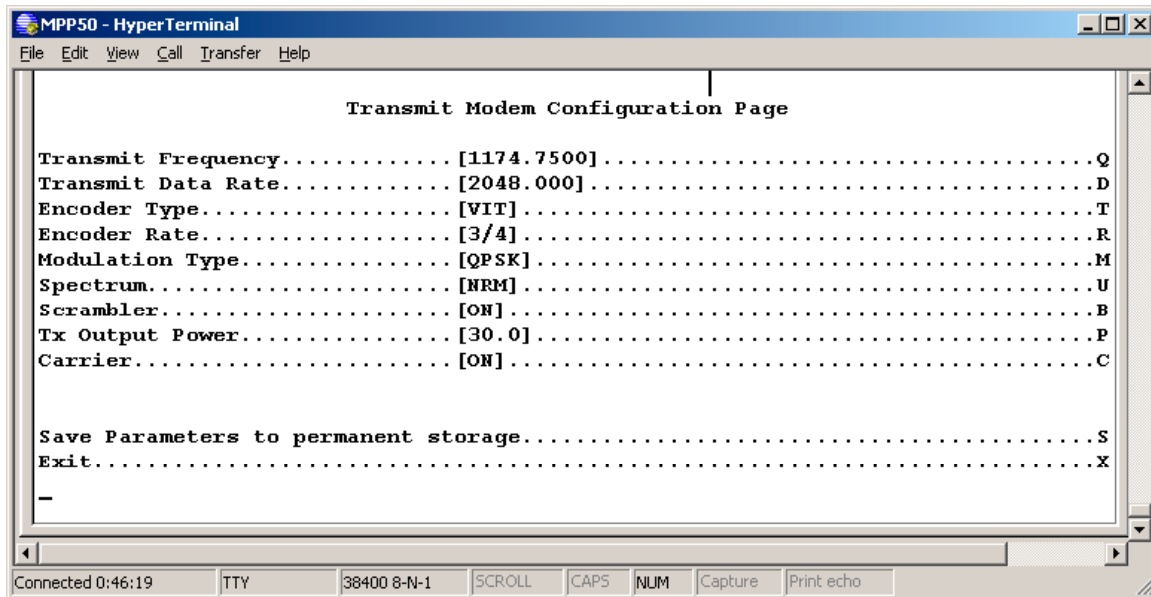 MPP50 - HyperTerminal
File Edit View Call Transfer Help
Transmit Modem Configuration Page
Transmit Frequency.............[1174.7500].....................................Q
Transmit Data Rate.............[2048.000]......................................D
Encoder Type...................[VIT]...........................................T
Encoder Rate...................[3/4]...........................................R
Modulation Type................[QPSK]..........................................M
Spectrum.......................[NRM]...........................................U
Scrambler......................[ON]............................................B
Tx Output Power................[30.0]..........................................P
Carrier........................[ON]............................................C
Save Parameters to permanent storage...........................................S
Exit...........................................................................X
Connected 0:46:19 TTY 38400 8-N-1 SCROLL CAPS NUM Capture Print echo